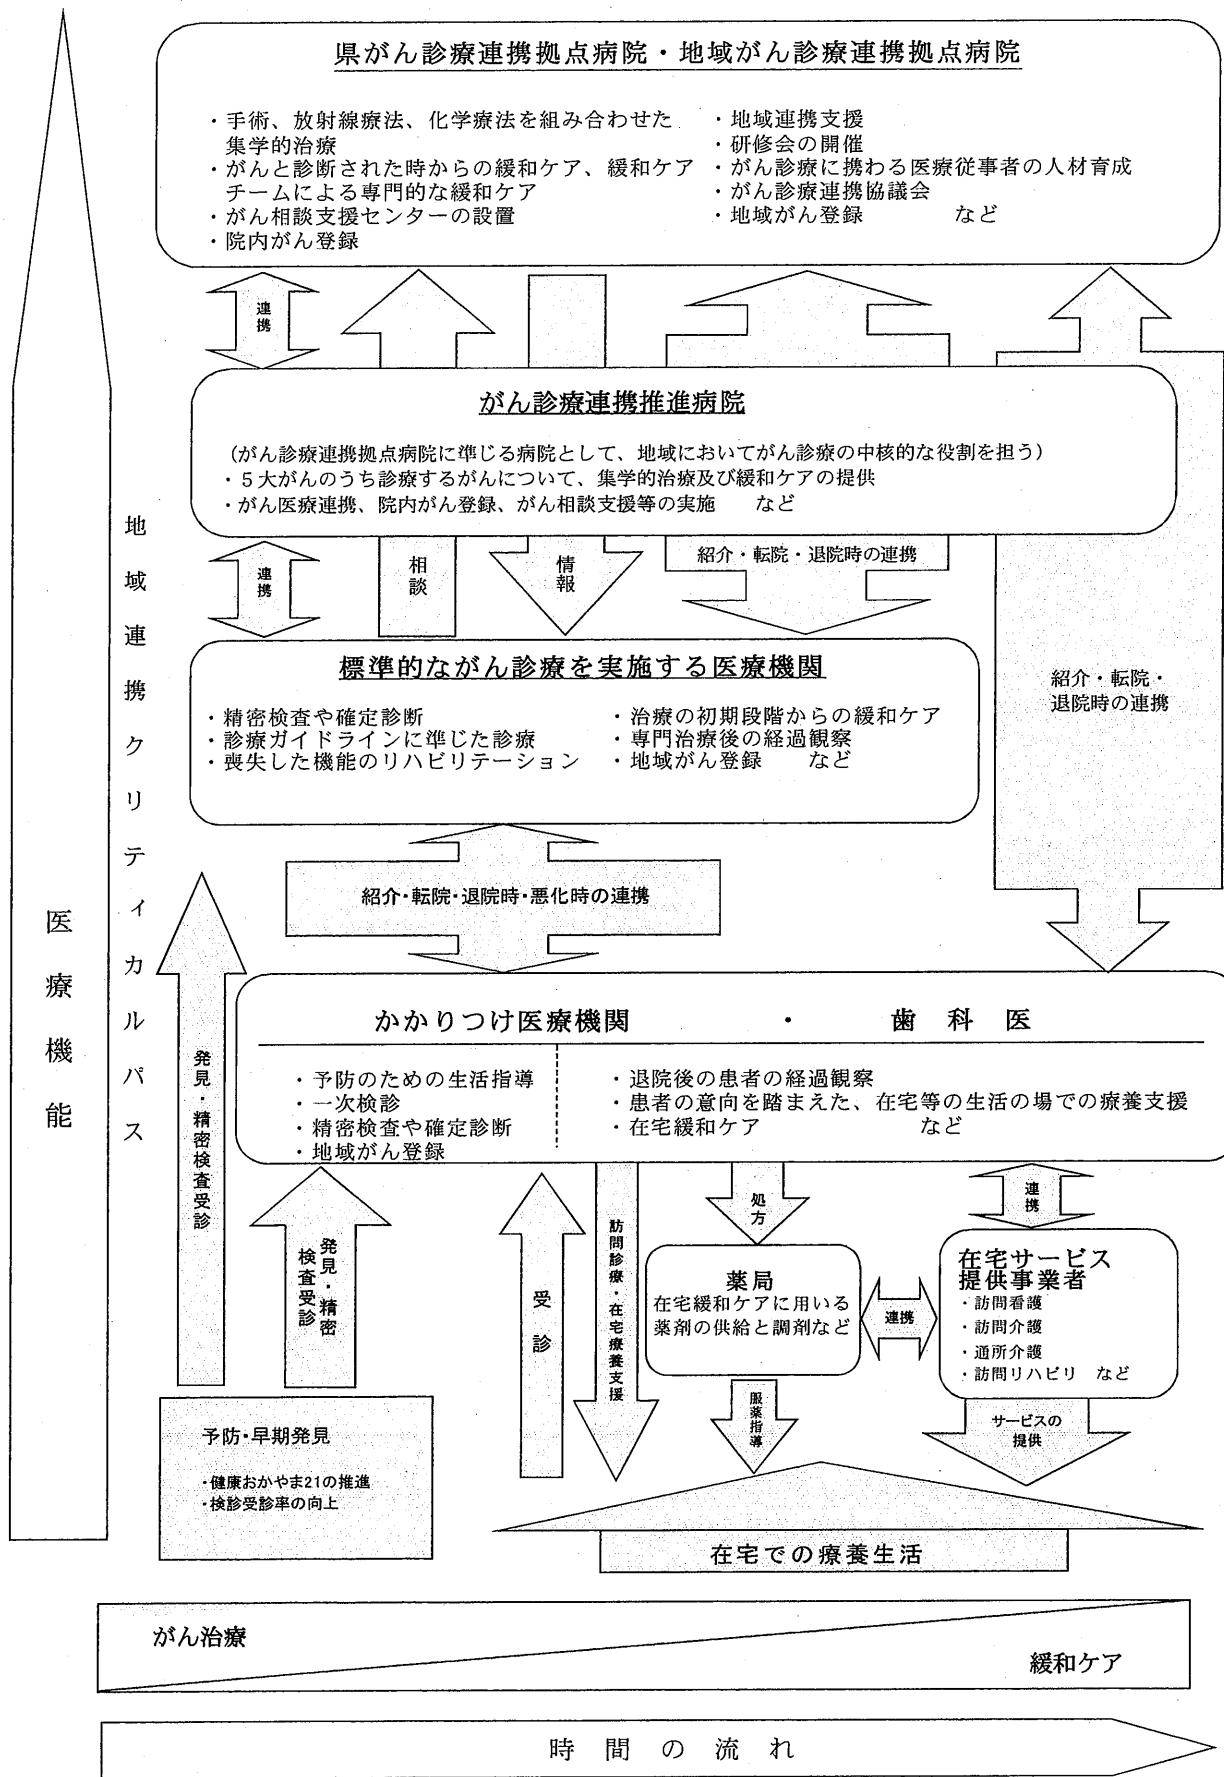 県がん診療連携拠点病院・地域がん診療連携拠点病院
・手術、放射線療法、化学療法を組み合わせた
集学的治療
・がんと診断された時からの緩和ケア、緩和ケア
チームによる専門的な緩和ケア
・がん相談支援センターの設置
・院内がん登録
・地域連携支援
・研修会の開催
・がん診療に携わる医療従事者の人材育成
・がん診療連携協議会
・地域がん登録 など
連携
がん診療連携推進病院
(がん診療連携拠点病院に準じる病院として、地域においてがん診療の中核的な役割を担う)
・5大がんのうち診療するがんについて、集学的治療及び緩和ケアの提供
・がん医療連携、院内がん登録、がん相談支援等の実施 など
連携
相談
情報
紹介・転院・退院時の連携
紹介・転院・
退院時の連携
標準的ながん診療を実施する医療機関
・精密検査や確定診断
・診療ガイドラインに準じた診療
・喪失した機能のリハビリテーション
・治療の初期段階からの緩和ケア
・専門治療後の経過観察
・地域がん登録 など
紹介・転院・退院時・悪化時の連携
医療機能
地域連携クリティカルパス
かかりつけ医療機関 ・ 歯科医
・予防のための生活指導
・一次検診
・精密検査や確定診断
・地域がん登録
・退院後の患者の経過観察
・患者の意向を踏まえた、在宅等の生活の場での療養支援
・在宅緩和ケア など
発見・精密検査受診
発見・精密
検査受診
受診
訪問診療・在宅療養支援
処方
連携
薬局
在宅緩和ケアに用いる
薬剤の供給と調剤など
連携
在宅サービス
提供事業者
・訪問看護
・訪問介護
・通所介護
・訪問リハビリ など
服薬指導
サービスの
提供
予防・早期発見
・健康おかやま21の推進
・検診受診率の向上
在宅での療養生活
がん治療
緩和ケア
時間の流れ